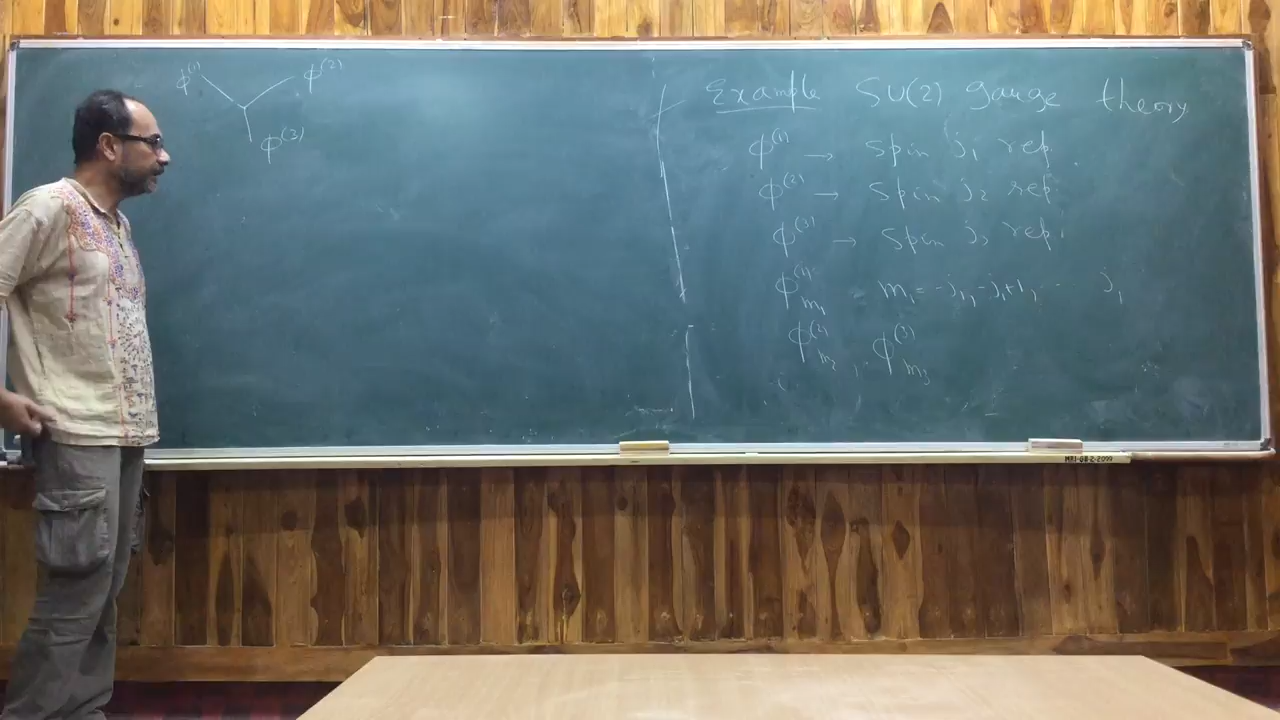 ϕ⁽¹⁾ ϕ⁽²⁾
ϕ⁽³⁾
Example SU(2) gauge theory
ϕ⁽¹⁾ → spin j₁ rep.
ϕ⁽²⁾ → spin j₂ rep.
ϕ⁽³⁾ → spin j₃ rep.
ϕ⁽¹⁾_m₁ m₁ = -j₁, -j₁+1, ... j₁
ϕ⁽²⁾_m₂, ϕ⁽³⁾_m₃